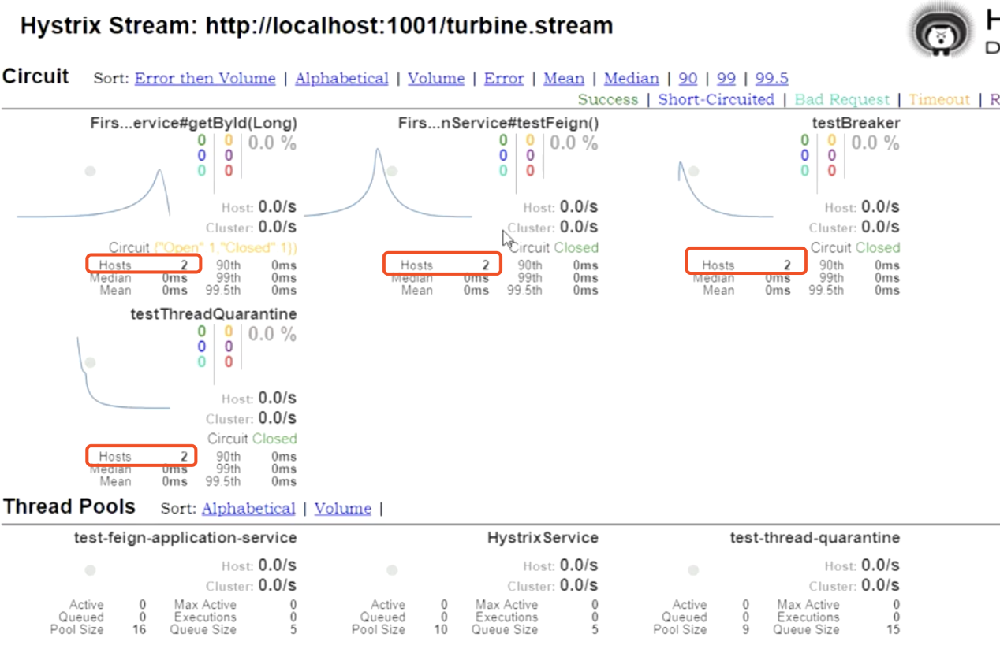 Hystrix Stream: http://localhost:1001/turbine.stream
H
D
Circuit Sort: Error then Volume | Alphabetical | Volume | Error | Mean | Median | 90 | 99 | 99.5
Success | Short-Circuited | Bad Request | Timeout | R
Firs...ervice#getById(Long)
0 0 0.0 %
0 0
0 0
Host: 0.0/s
Cluster: 0.0/s
Circuit {"Open" 1,"Closed" 1})
Hosts 2 90th 0ms
Median 0ms 99th 0ms
Mean 0ms 99.5th 0ms
Firs...nService#testFeign()
0 0 0.0 %
0 0
0 0
Host: 0.0/s
Cluster: 0.0/s
Circuit Closed
Hosts 2 90th 0ms
Median 0ms 99th 0ms
Mean 0ms 99.5th 0ms
testBreaker
0 0 0.0 %
0 0
0 0
Host: 0.0/s
Cluster: 0.0/s
Circuit Closed
Hosts 2 90th 0ms
Median 0ms 99th 0ms
Mean 0ms 99.5th 0ms
testThreadQuarantine
0 0 0.0 %
0 0
0 0
Host: 0.0/s
Cluster: 0.0/s
Circuit Closed
Hosts 2 90th 0ms
Median 0ms 99th 0ms
Mean 0ms 99.5th 0ms
Thread Pools Sort: Alphabetical | Volume |
test-feign-application-service
Host: 0.0/s
Cluster: 0.0/s
Active 0 Max Active 0
Queued 0 Executions 0
Pool Size 16 Queue Size 5
HystrixService
Host: 0.0/s
Cluster: 0.0/s
Active 0 Max Active 0
Queued 0 Executions 0
Pool Size 10 Queue Size 5
test-thread-quarantine
Host: 0.0/s
Cluster: 0.0/s
Active 0 Max Active 0
Queued 0 Executions 0
Pool Size 9 Queue Size 15